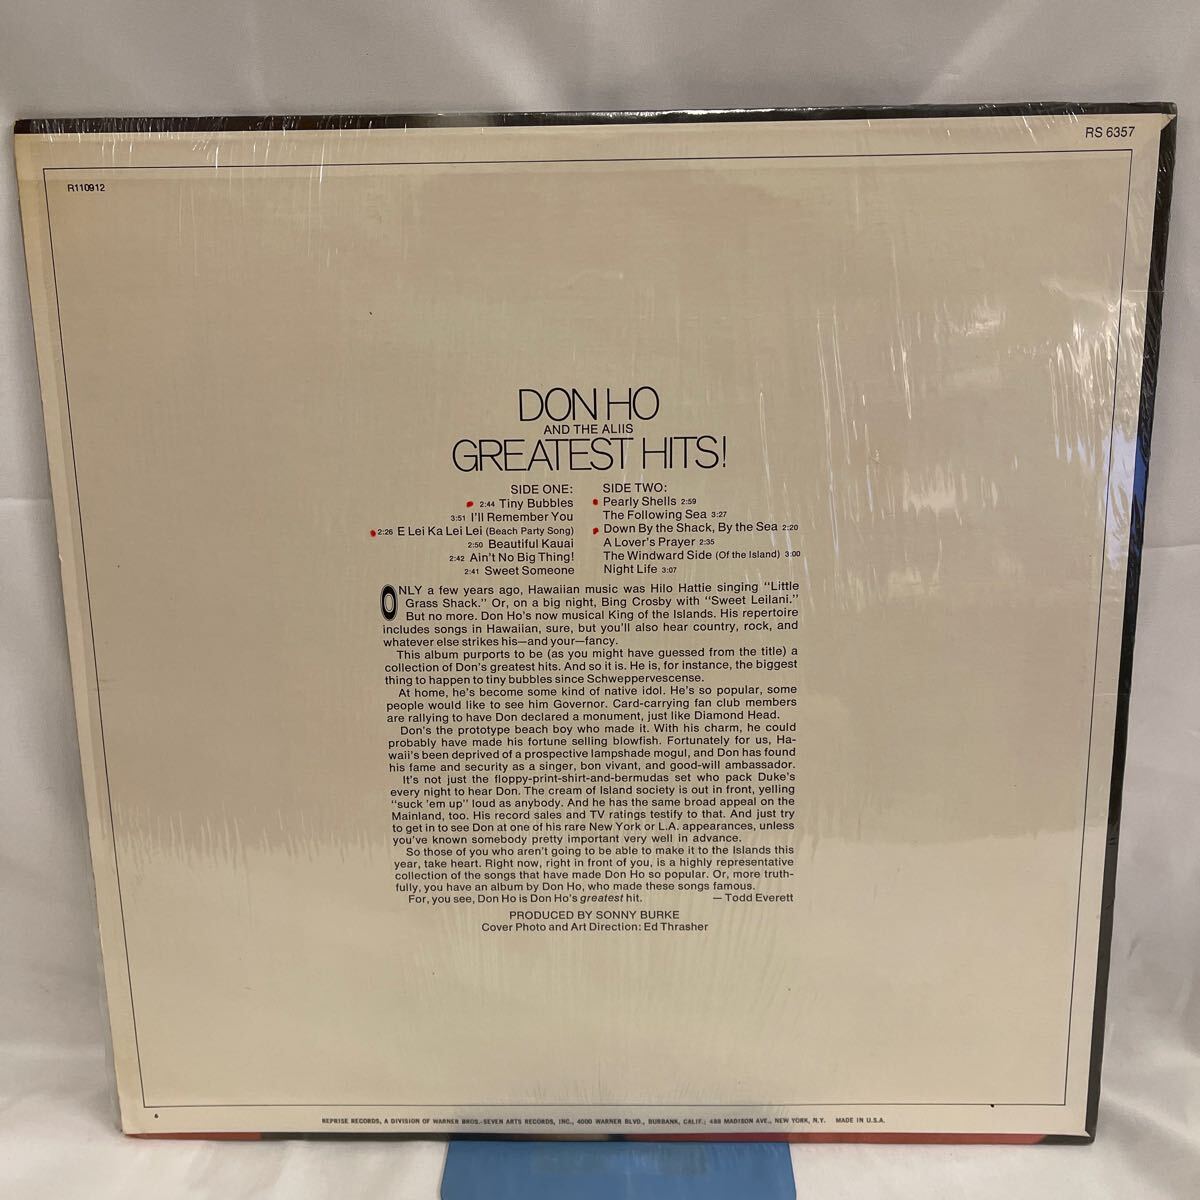 RS 6357
R110912
DON HO
AND THE ALIIS
GREATEST HITS!
SIDE ONE:
2:44 Tiny Bubbles
3:51 I'll Remember You
2:26 E Lei Ka Lei Lei (Beach Party Song)
2:50 Beautiful Kauai
2:42 Ain't No Big Thing!
2:41 Sweet Someone
SIDE TWO:
Pearly Shells 2:59
The Following Sea 3:27
Down By the Shack, By the Sea 2:20
A Lover's Prayer 2:35
The Windward Side (Of the Island) 3:00
Night Life 3:07
ONLY a few years ago, Hawaiian music was Hilo Hattie singing "Little
Grass Shack." Or, on a big night, Bing Crosby with "Sweet Leilani."
But no more. Don Ho's now musical King of the Islands. His repertoire
includes songs in Hawaiian, sure, but you'll also hear country, rock, and
whatever else strikes his—and your—fancy.
This album purports to be (as you might have guessed from the title) a
collection of Don's greatest hits. And so it is. He is, for instance, the biggest
thing to happen to tiny bubbles since Schweppervescense.
At home, he's become some kind of native idol. He's so popular, some
people would like to see him Governor. Card-carrying fan club members
are rallying to have Don declared a monument, just like Diamond Head.
Don's the prototype beach boy who made it. With his charm, he could
probably have made his fortune selling blowfish. Fortunately for us, Ha-
waii's been deprived of a prospective lampshade mogul, and Don has found
his fame and security as a singer, bon vivant, and good-will ambassador.
It's not just the floppy-print-shirt-and-bermudas set who pack Duke's
every night to hear Don. The cream of Island society is out in front, yelling
"suck 'em up" loud as anybody. And he has the same broad appeal on the
Mainland, too. His record sales and TV ratings testify to that. And just try
to get in to see Don at one of his rare New York or L.A. appearances, unless
you've known somebody pretty important very well in advance.
So those of you who aren't going to be able to make it to the Islands this
year, take heart. Right now, right in front of you, is a highly representative
collection of the songs that have made Don Ho so popular. Or, more truth-
fully, you have an album by Don Ho, who made these songs famous.
For, you see, Don Ho is Don Ho's greatest hit. — Todd Everett
PRODUCED BY SONNY BURKE
Cover Photo and Art Direction: Ed Thrasher
6
REPRISE RECORDS, A DIVISION OF WARNER BROS.-SEVEN ARTS RECORDS, INC., 4000 WARNER BLVD., BURBANK, CALIF.; 488 MADISON AVE., NEW YORK, N.Y. MADE IN U.S.A.